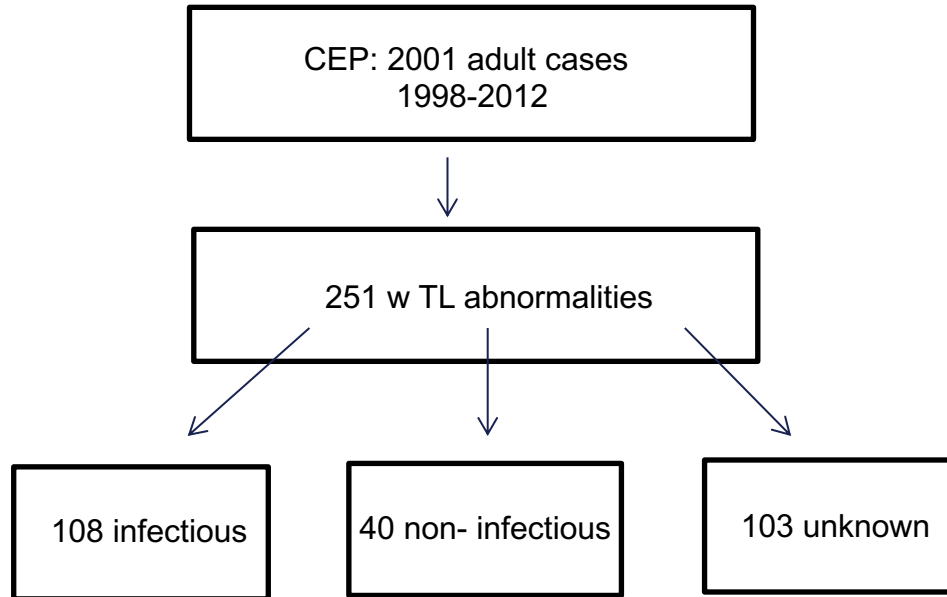 CEP: 2001 adult cases
1998-2012
251 w TL abnormalities
108 infectious
40 non- infectious
103 unknown